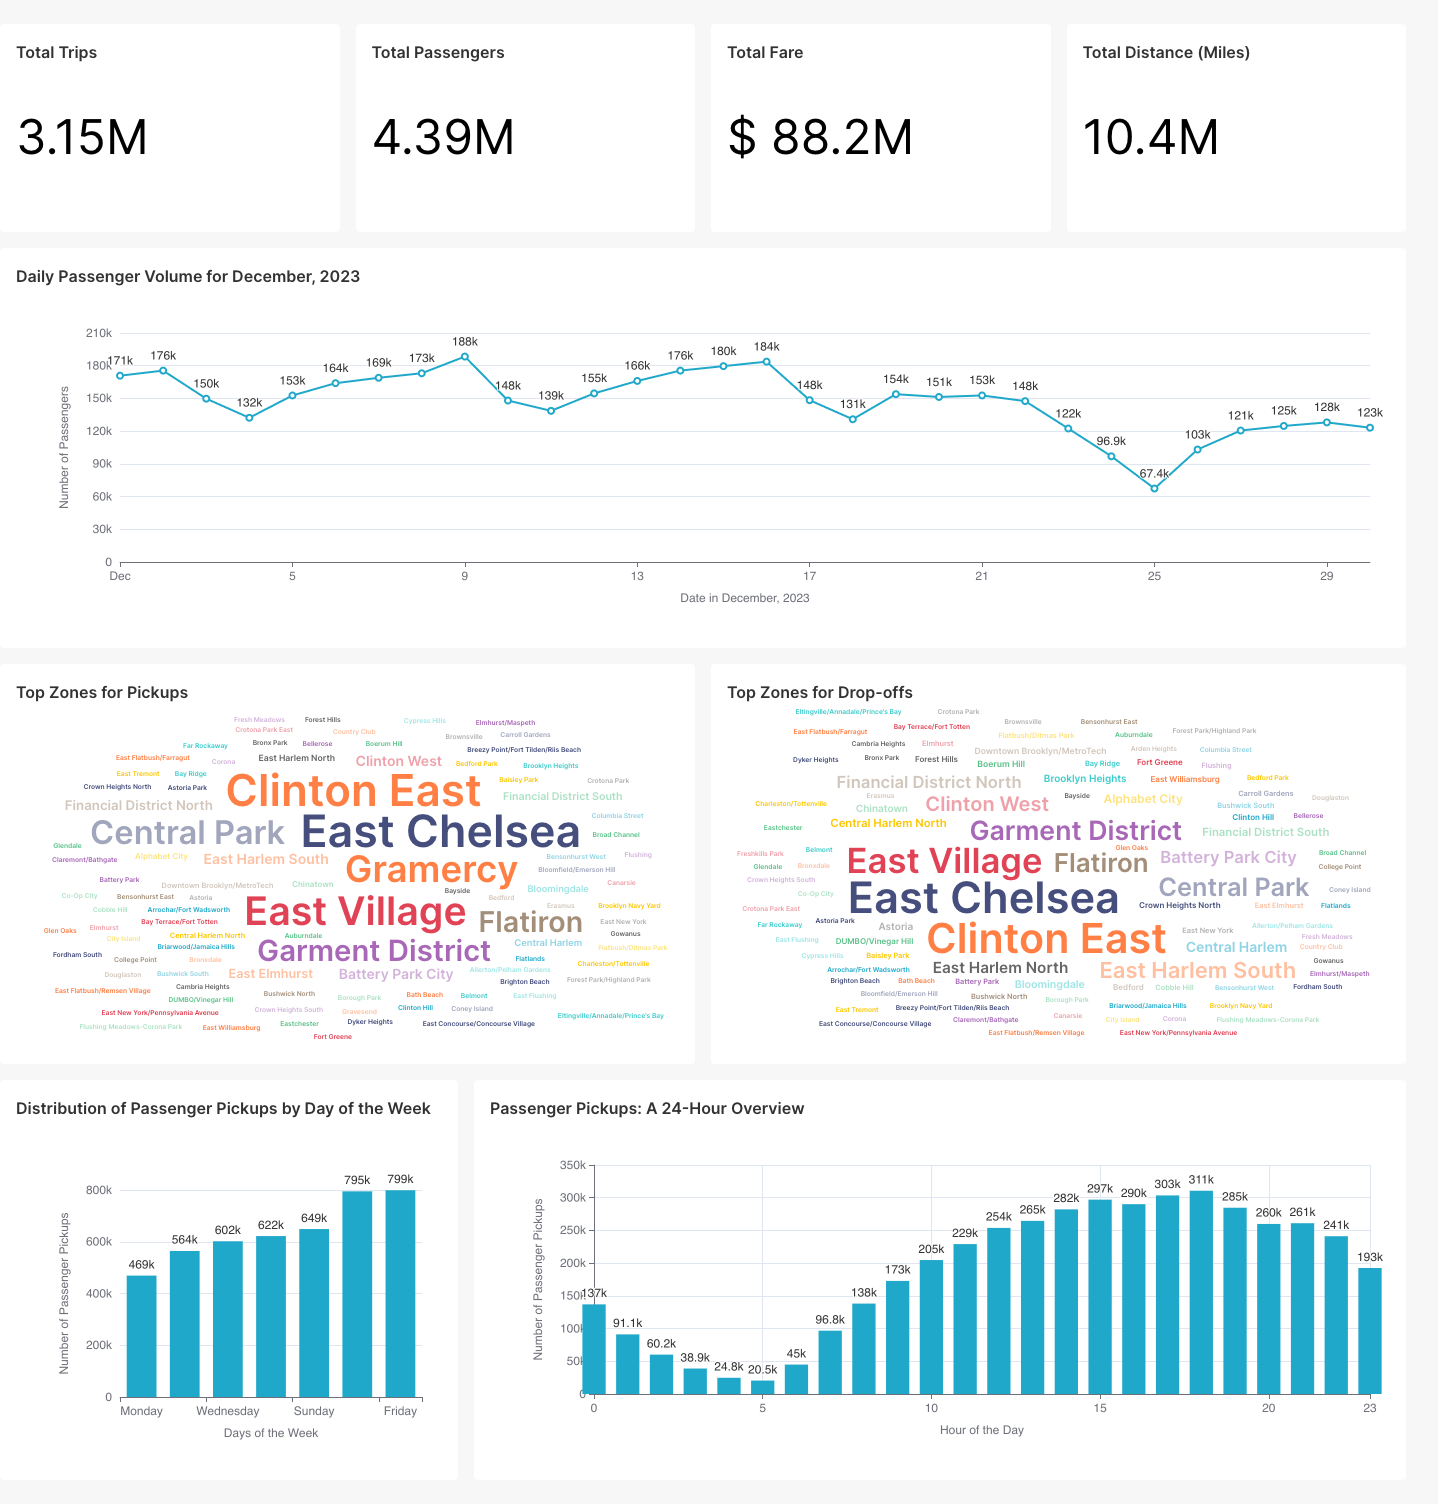 Total Trips
3.15M
Total Passengers
4.39M
Total Fare
$ 88.2M
Total Distance (Miles)
10.4M
Daily Passenger Volume for December, 2023
Number of Passengers
210k
180k
150k
120k
90k
60k
30k
0
171k 176k 150k 132k 153k 164k 169k 173k 188k 148k 139k 155k 166k 176k 180k 184k 148k 131k 154k 151k 153k 148k 122k 96.9k 67.4k 103k 121k 125k 128k 123k
Dec 5 9 13 17 21 25 29
Date in December, 2023
Top Zones for Pickups
Fresh Meadows Forest Hills Cypress Hills Elmhurst/Maspeth
Crotona Park East Country Club Brownsville Carroll Gardens
Far Rockaway Bronx Park Bellerose Boerum Hill Breezy Point/Fort Tilden/Riis Beach
East Flatbush/Farragut Corona East Harlem North Clinton West Bedford Park Brooklyn Heights
East Tremont Bay Ridge Clinton East Baisley Park Crotona Park
Crown Heights North Astoria Park Financial District South
Financial District North Columbia Street
Central Park East Chelsea Broad Channel
Glendale
Claremont/Bathgate Alphabet City East Harlem South Gramercy Bensonhurst West Flushing
Bloomfield/Emerson Hill
Battery Park Downtown Brooklyn/MetroTech Chinatown Bayside Bloomingdale Canarsie
Co-Op City Bensonhurst East Astoria Bedford
Cobble Hill Arrochar/Fort Wadsworth East Village Erasmus Brooklyn Navy Yard
Bay Terrace/Fort Totten Flatiron East New York
Glen Oaks Elmhurst Gowanus
City Island Central Harlem North Auburndale Central Harlem
Briarwood/Jamaica Hills Garment District Flatbush/Ditmas Park
Fordham South College Point Bronxdale Flatlands Charleston/Tottenville
Douglaston Bushwick South East Elmhurst Battery Park City Allerton/Pelham Gardens Forest Park/Highland Park
Cambria Heights Brighton Beach
East Flatbush/Remsen Village Bushwick North Borough Park Bath Beach Belmont East Flushing
DUMBO/Vinegar Hill Crown Heights South Gravesend Clinton Hill Coney Island
East New York/Pennsylvania Avenue Eltingville/Annadale/Prince's Bay
Flushing Meadows-Corona Park East Williamsburg Eastchester Dyker Heights East Concourse/Concourse Village
Fort Greene
Top Zones for Drop-offs
Eltingville/Annadale/Prince's Bay Crotona Park
Bay Terrace/Fort Totten Brownsville Bensonhurst East
East Flatbush/Farragut Flatbush/Ditmas Park Auburndale Forest Park/Highland Park
Cambria Heights Elmhurst Downtown Brooklyn/MetroTech Arden Heights Columbia Street
Dyker Heights Bronx Park Forest Hills Boerum Hill Bay Ridge Fort Greene Flushing
Financial District North Brooklyn Heights East Williamsburg Bedford Park
Charleston/Tottenville Erasmus Clinton West Bayside Alphabet City Carroll Gardens Douglaston
Chinatown Bushwick South
Eastchester Central Harlem North Garment District Clinton Hill Bellerose
Financial District South
Freshkills Park Belmont East Village Glen Oaks Battery Park City Broad Channel
Glendale Bronxdale Flatiron College Point
Crown Heights South Central Park Coney Island
Co-Op City East Chelsea
Crotona Park East Crown Heights North East Elmhurst Flatlands
Far Rockaway Astoria Park Astoria East New York Allerton/Pelham Gardens
East Flushing DUMBO/Vinegar Hill Clinton East Central Harlem Fresh Meadows
Country Club
Cypress Hills Baisley Park Gowanus
Arrochar/Fort Wadsworth East Harlem North East Harlem South Elmhurst/Maspeth
Brighton Beach Bath Beach Battery Park Bloomingdale Bedford Cobble Hill Bensonhurst West Fordham South
Bloomfield/Emerson Hill Bushwick North Borough Park
East Tremont Breezy Point/Fort Tilden/Riis Beach Briarwood/Jamaica Hills Brooklyn Navy Yard
East Concourse/Concourse Village Claremont/Bathgate Canarsie City Island Corona Flushing Meadows-Corona Park
East Flatbush/Remsen Village East New York/Pennsylvania Avenue
Distribution of Passenger Pickups by Day of the Week
Number of Passenger Pickups
800k
600k
400k
200k
0
469k 564k 602k 622k 649k 795k 799k
Monday Wednesday Sunday Friday
Days of the Week
Passenger Pickups: A 24-Hour Overview
Number of Passenger Pickups
350k
300k
250k
200k
150k
100k
50k
0
137k 91.1k 60.2k 38.9k 24.8k 20.5k 45k 96.8k 138k 173k 205k 229k 254k 265k 282k 297k 290k 303k 311k 285k 260k 261k 241k 193k
0 5 10 15 20 23
Hour of the Day